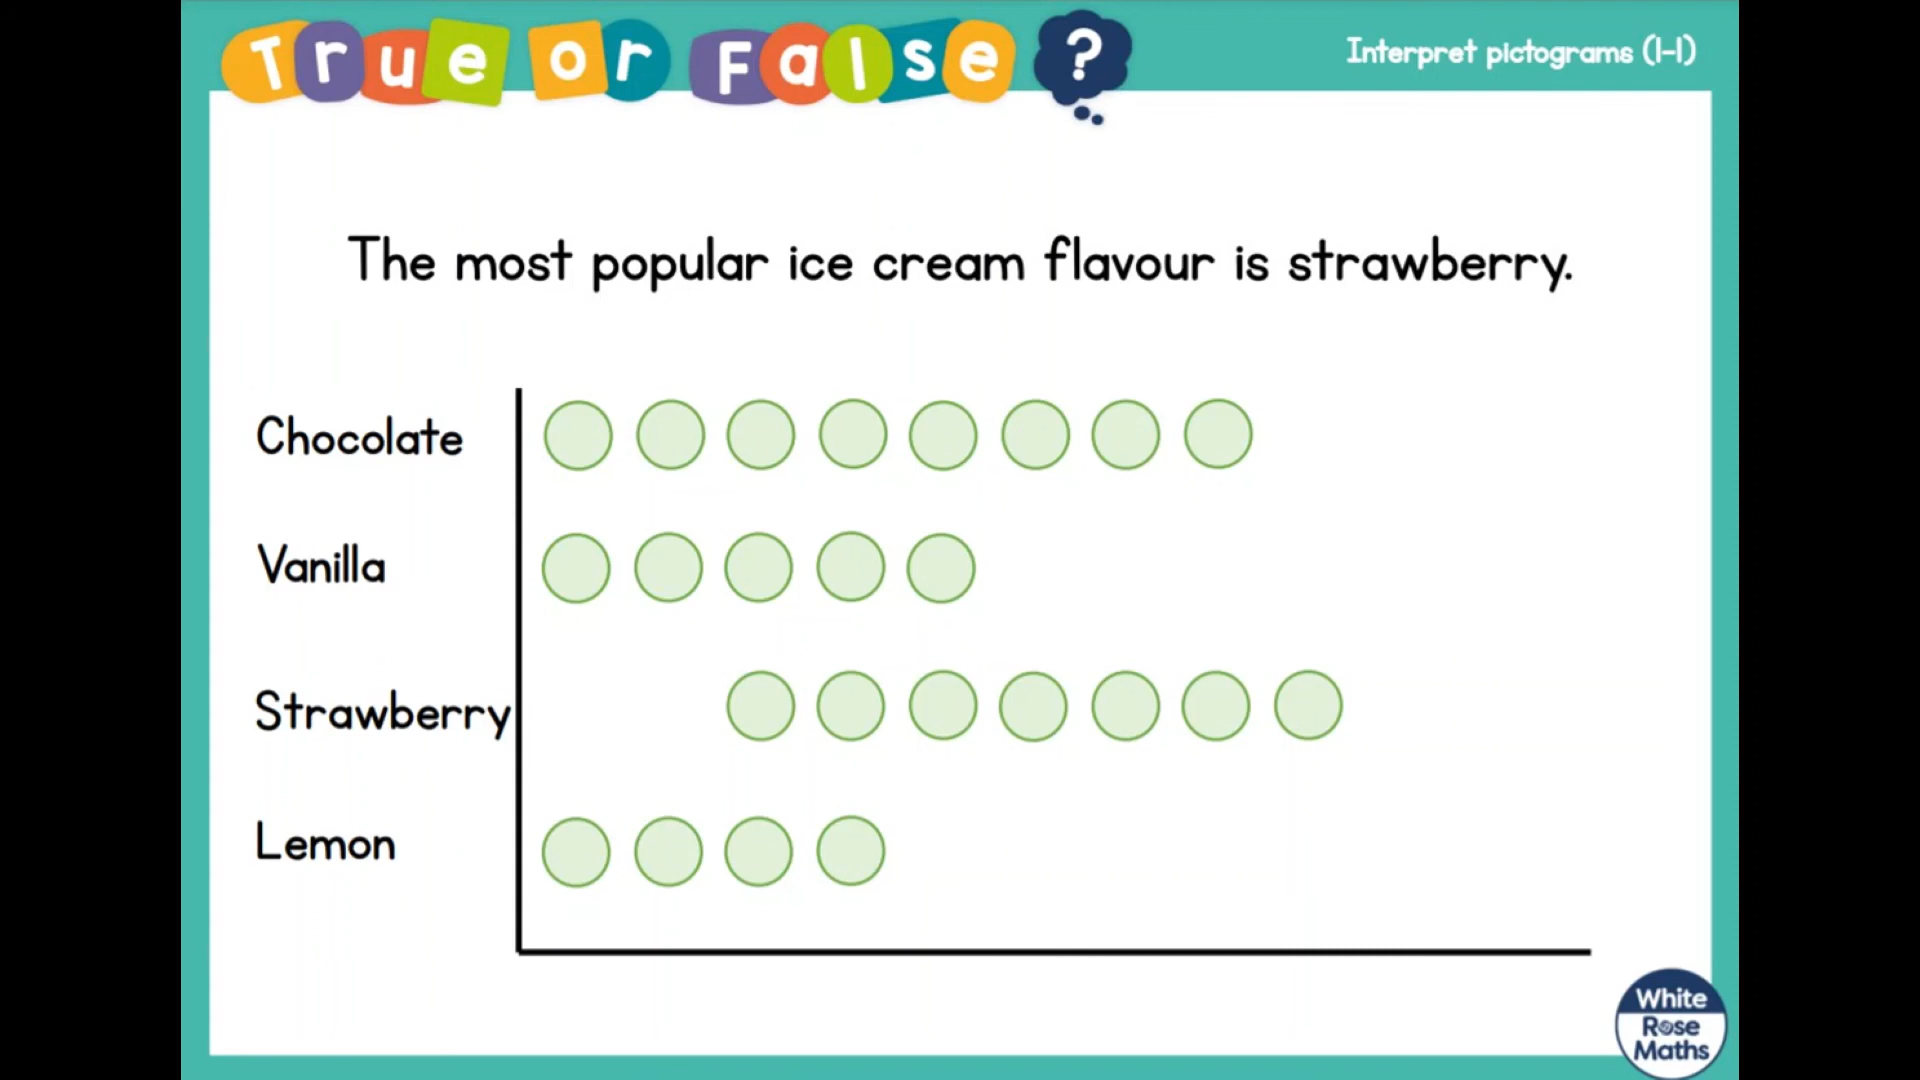 True or False ?
Interpret pictograms (1-1)
The most popular ice cream flavour is strawberry.
Chocolate
Vanilla
Strawberry
Lemon
White
Rose
Maths